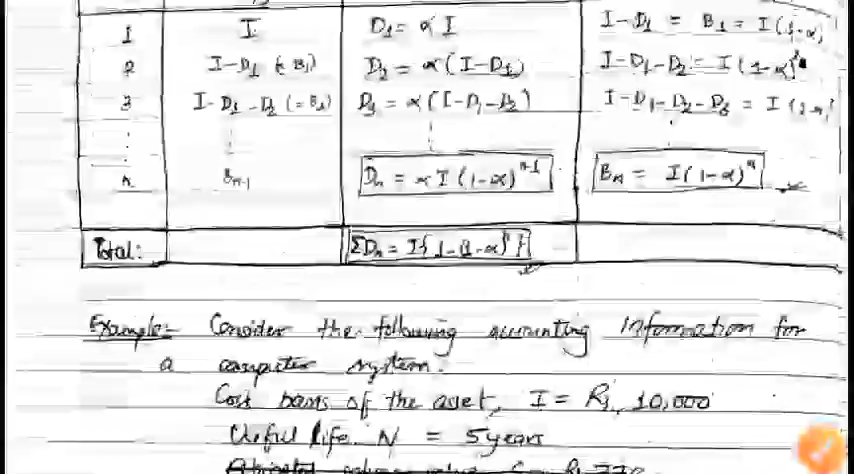 1 I D₁ = αI I-D₁ = B₁ = I(1-α)
2 I-D₁ (= B₁) D₂ = α(I-D₁) I-D₁-D₂ = I(1-α)²
3 I-D₁-D₂ (= B₂) D₃ = α(I-D₁-D₂) I-D₁-D₂-D₃ = I
n Bₙ₋₁ Dₙ = αI(1-α)ⁿ⁻¹ Bₙ = I(1-α)ⁿ
Total: ΣDₙ = I{1-(1-α)ⁿ}
Example:- Consider the following accounting information for
a computer system.
Cost basis of the asset, I = Rs. 10,000
Useful life N = 5 years